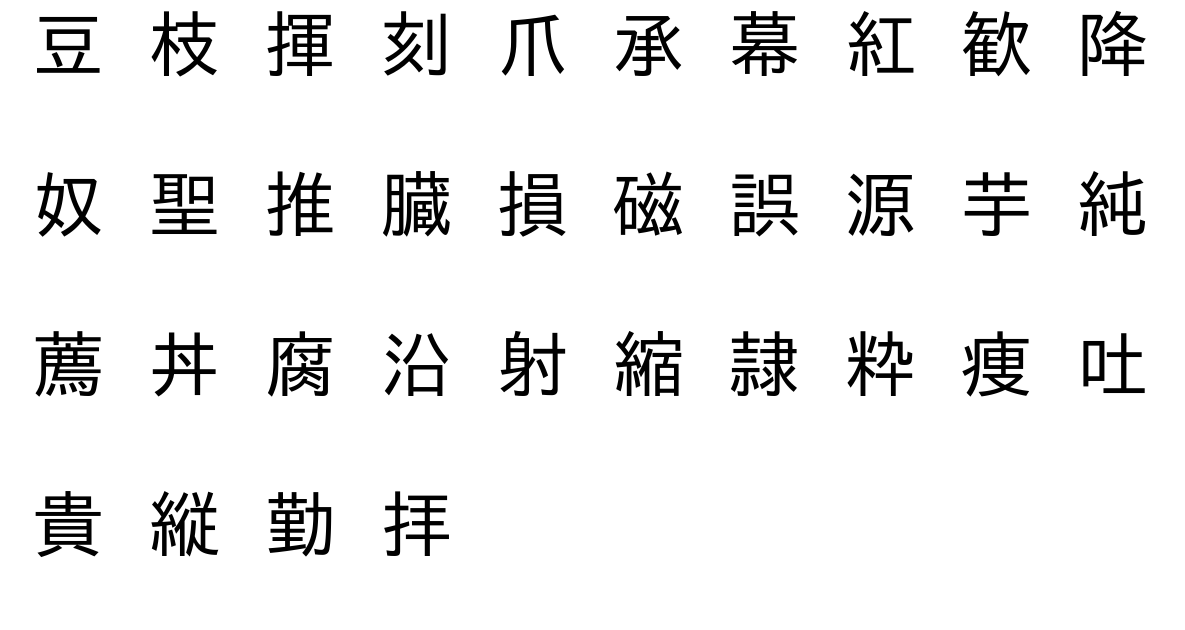 豆 枝 揮 刻 爪 承 幕 紅 歓 降
奴 聖 推 臓 損 磁 誤 源 芋 純
薦 丼 腐 沿 射 縮 隷 粋 痩 吐
貴 縦 勤 拝